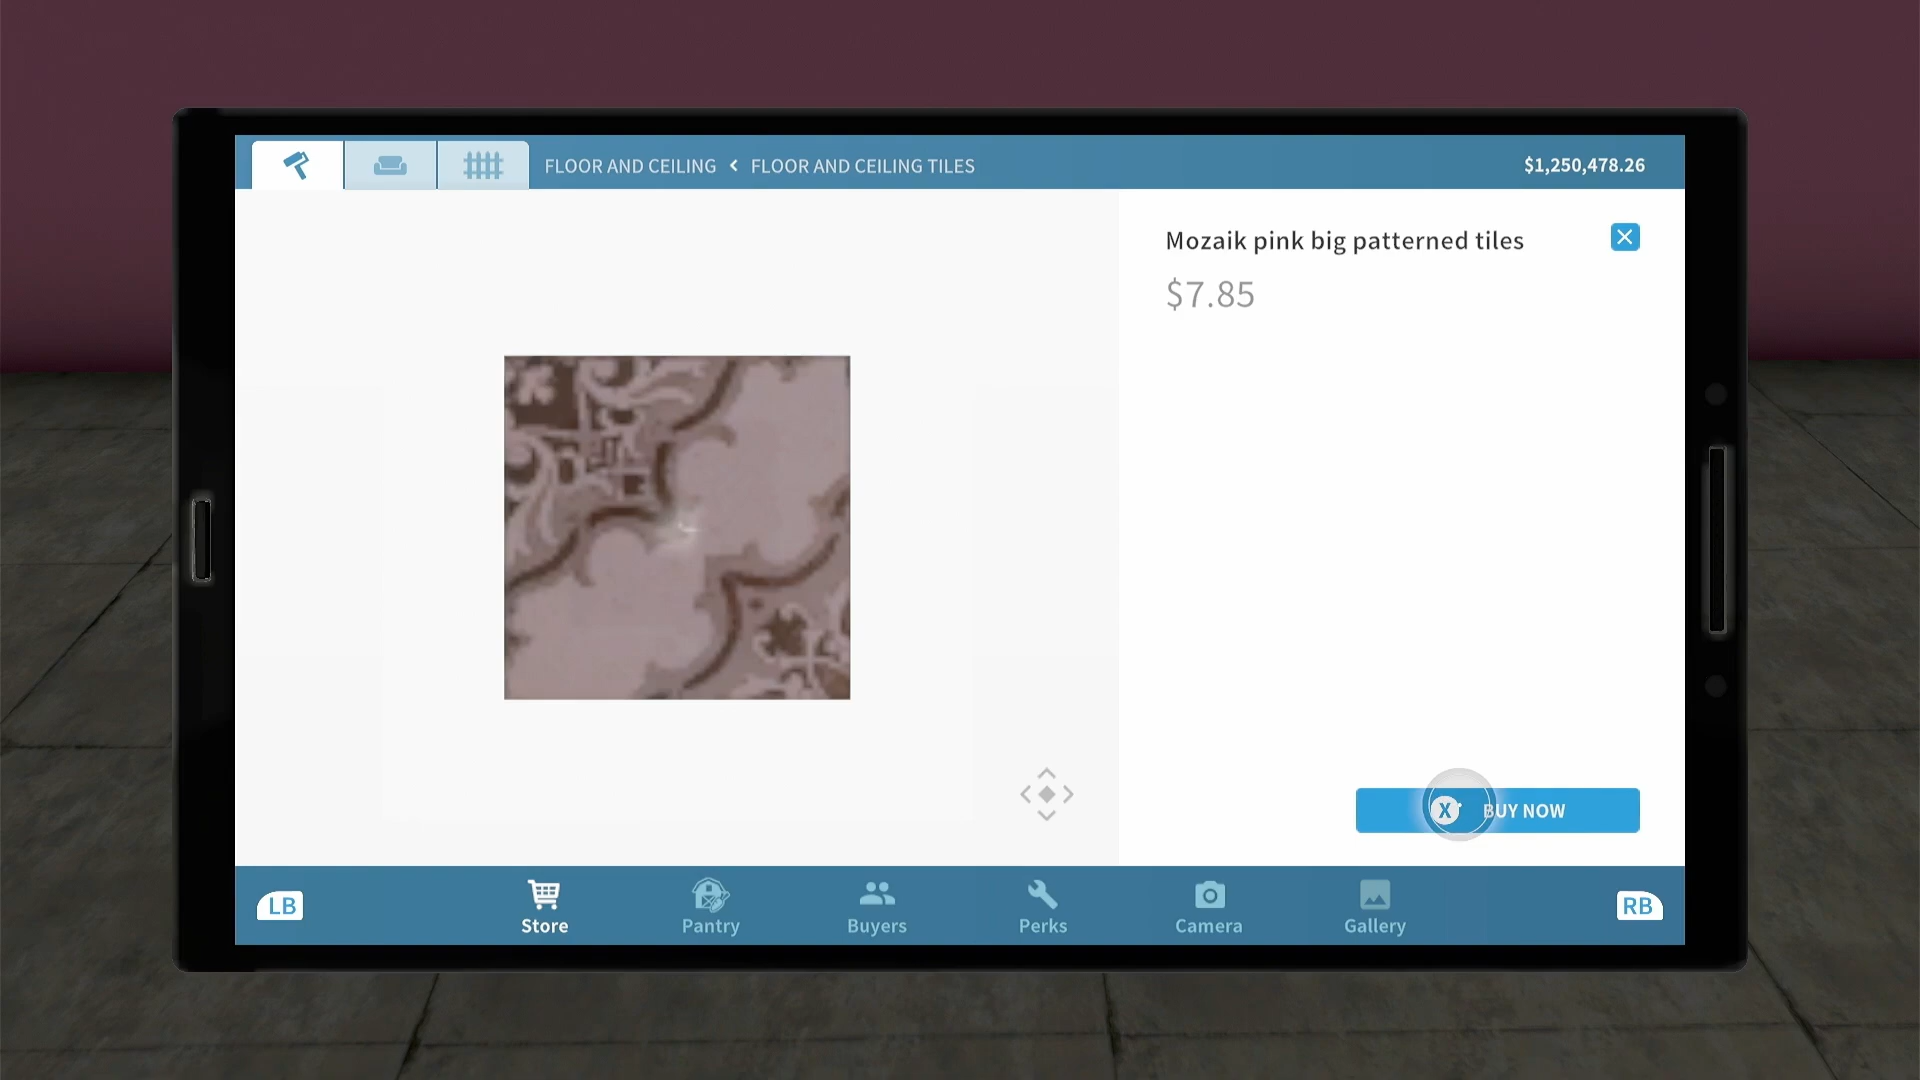 FLOOR AND CEILING < FLOOR AND CEILING TILES
$1,250,478.26
Mozaik pink big patterned tiles
$7.85
X BUY NOW
LB
Store
Pantry
Buyers
Perks
Camera
Gallery
RB